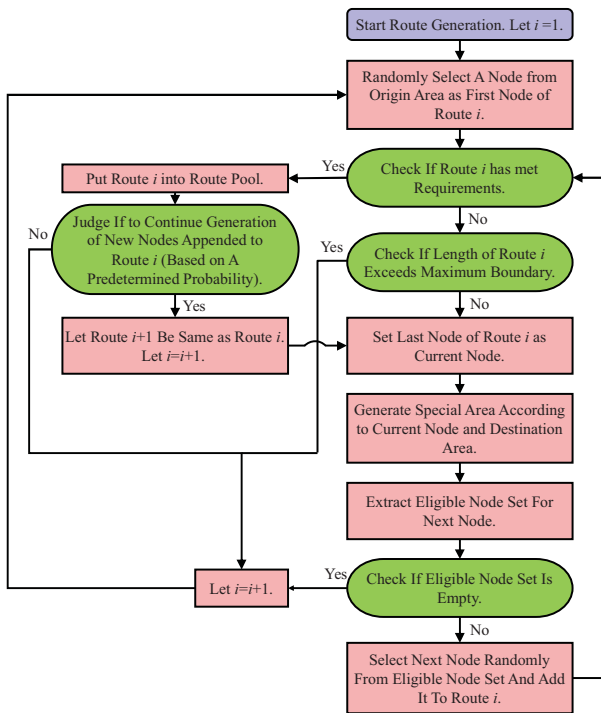 Start Route Generation. Let i =1.
Randomly Select A Node from
Origin Area as First Node of
Route i.
Yes
Put Route i into Route Pool.
Check If Route i has met
Requirements.
No
No
Judge If to Continue Generation
of New Nodes Appended to
Route i (Based on A
Predetermined Probability).
Yes
Check If Length of Route i
Exceeds Maximum Boundary.
Yes
No
Let Route i+1 Be Same as Route i.
Let i=i+1.
Set Last Node of Route i as
Current Node.
Generate Special Area According
to Current Node and Destination
Area.
Extract Eligible Node Set For
Next Node.
Yes
Let i=i+1.
Check If Eligible Node Set Is
Empty.
No
Select Next Node Randomly
From Eligible Node Set And Add
It To Route i.